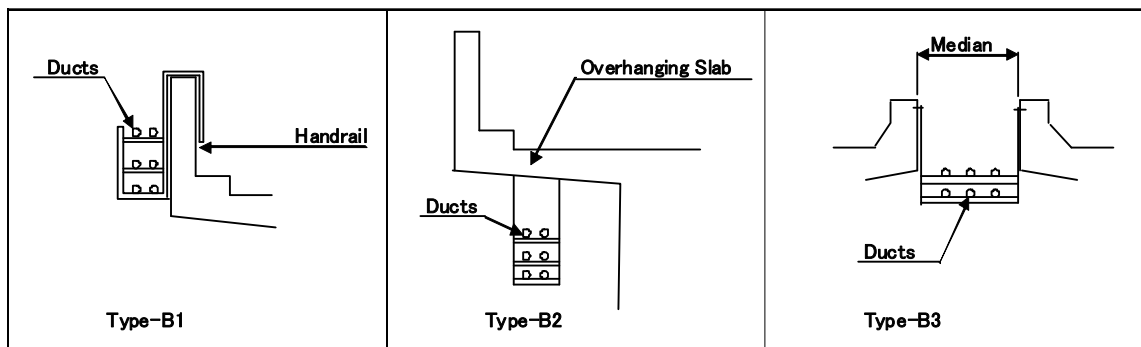 Ducts
Handrail
Type-B1
Overhanging Slab
Ducts
Type-B2
Median
Ducts
Type-B3